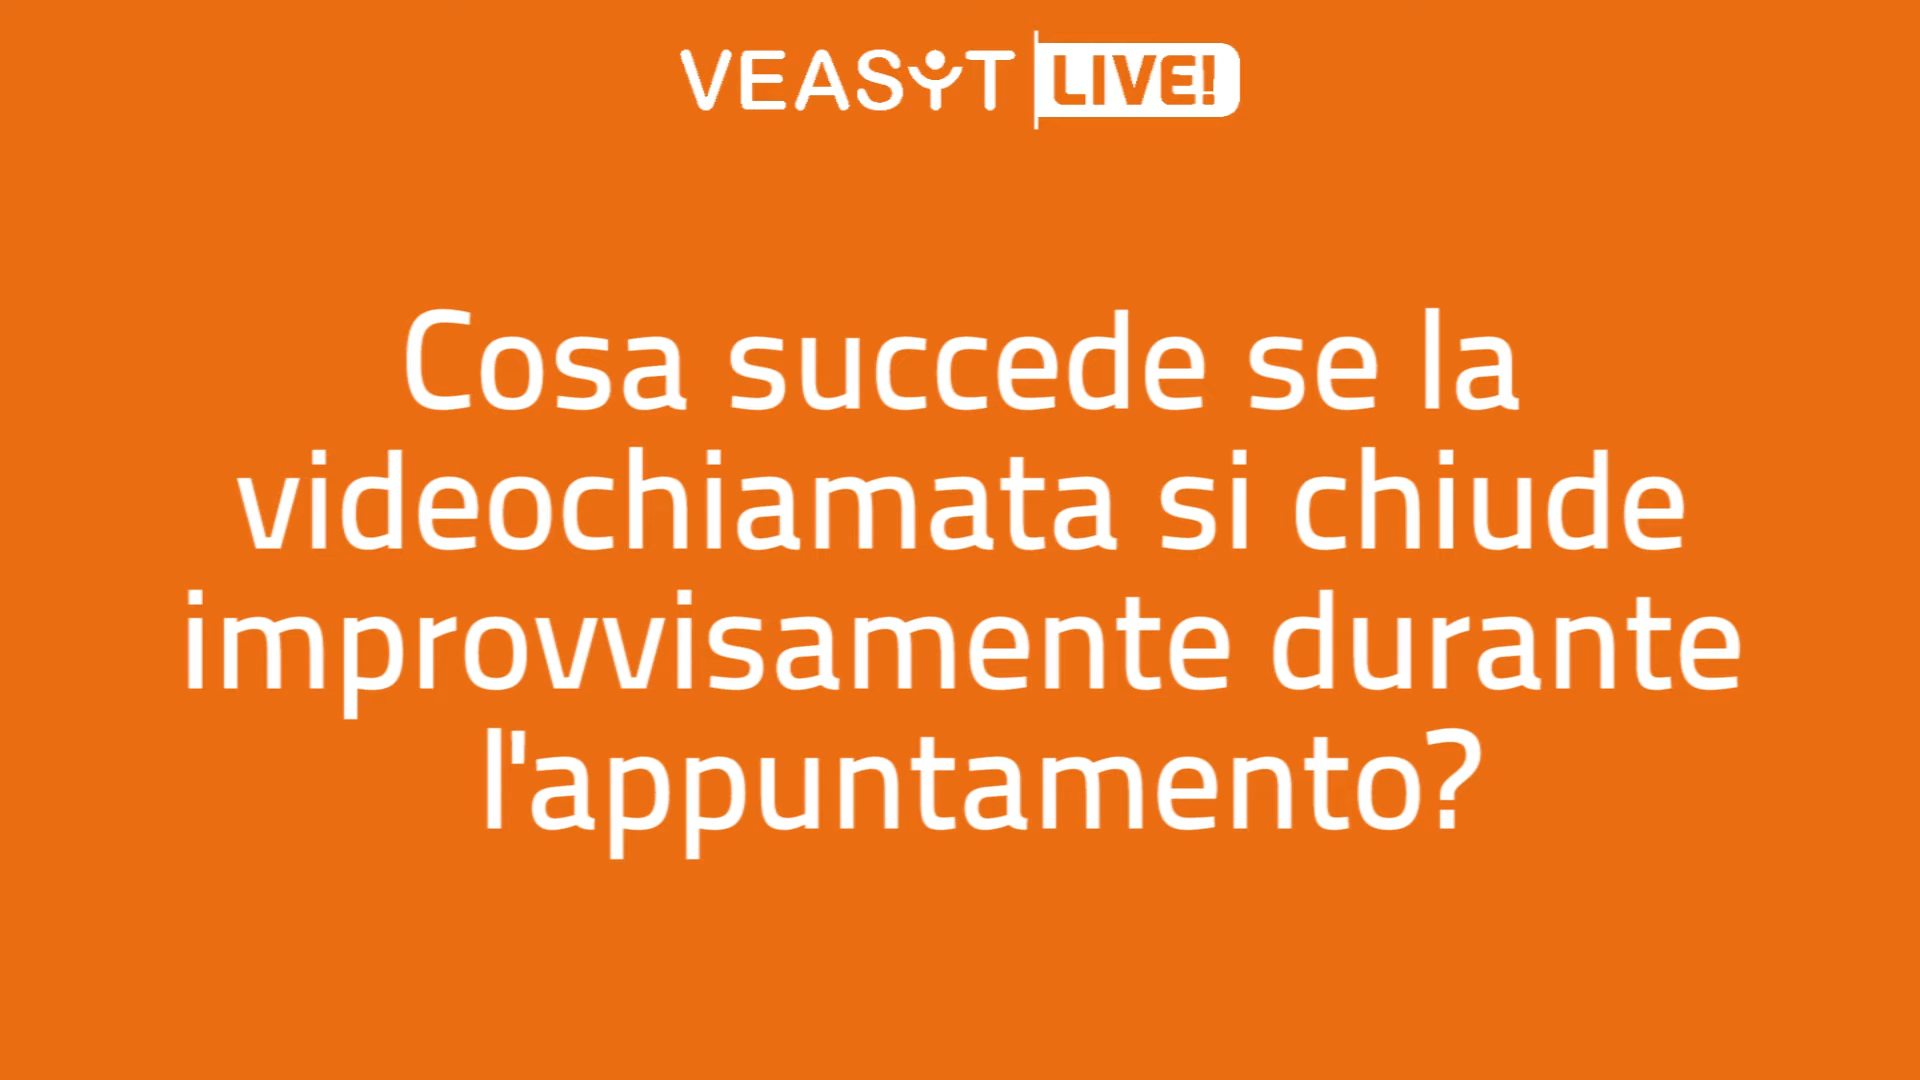 VEASYT LIVE!
Cosa succede se la
videochiamata si chiude
improvvisamente durante
l'appuntamento?